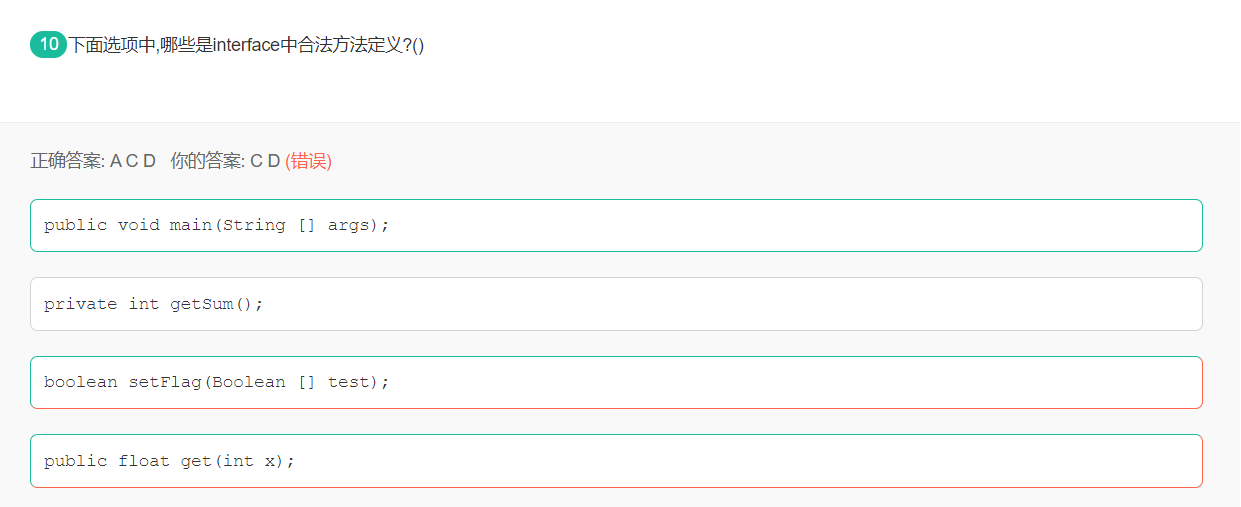 10 下面选项中,哪些是interface中合法方法定义?()
正确答案: A C D 你的答案: C D (错误)
public void main(String [] args);
private int getSum();
boolean setFlag(Boolean [] test);
public float get(int x);